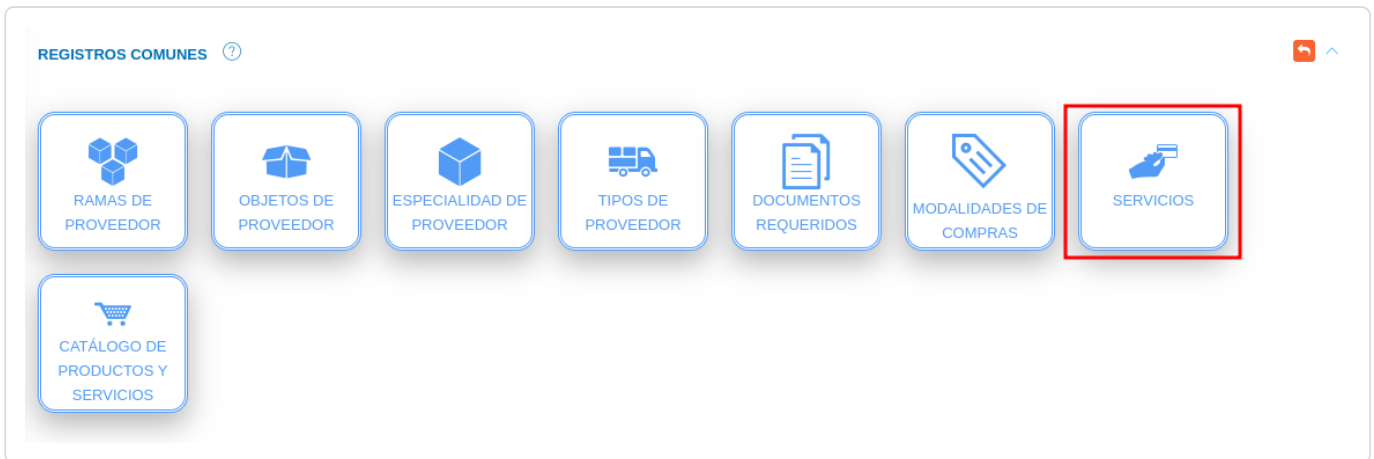 REGISTROS COMUNES ?
RAMAS DE
PROVEEDOR
OBJETOS DE
PROVEEDOR
ESPECIALIDAD DE
PROVEEDOR
TIPOS DE
PROVEEDOR
DOCUMENTOS
REQUERIDOS
MODALIDADES DE
COMPRAS
SERVICIOS
CATÁLOGO DE
PRODUCTOS Y
SERVICIOS